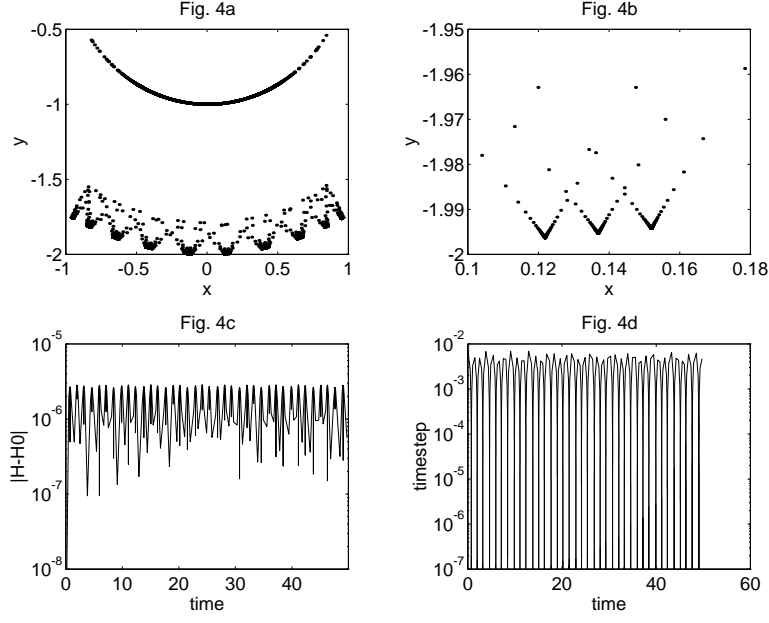 Fig. 4a
-0.5
-1
-1.5
-2
y
-1 -0.5 0 0.5 1
x
Fig. 4b
-1.95
-1.96
-1.97
-1.98
-1.99
-2
y
0.1 0.12 0.14 0.16 0.18
x
Fig. 4c
10^-5
10^-6
10^-7
10^-8
|H-H0|
0 10 20 30 40
time
Fig. 4d
10^-2
10^-3
10^-4
10^-5
10^-6
10^-7
timestep
0 20 40 60
time